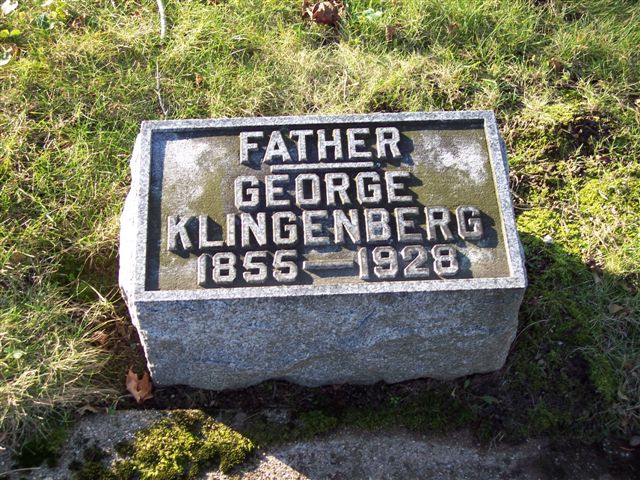 FATHER
GEORGE
KLINGENBERG
1855 — 1928